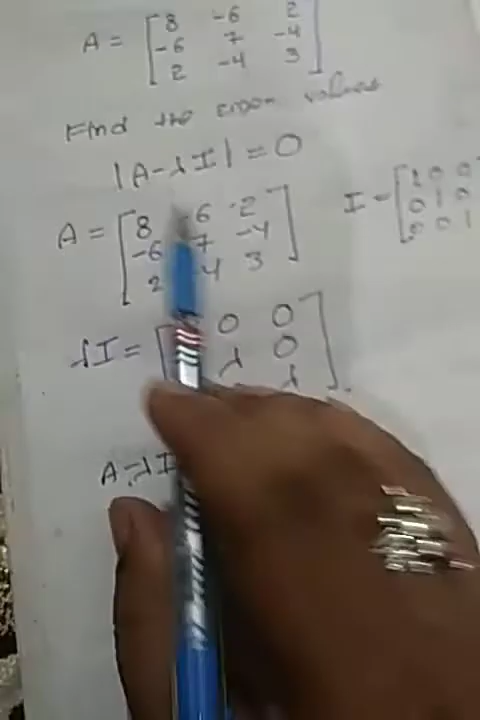 A = [ 8 -6 2
-6 7 -4
2 -4 3 ]
Find the eigen values
|A-λI| = 0
A = [ 8 -6 -2
-6 7 -4
2 -4 3 ]
I = [ 1 0 0
0 1 0
0 0 1
λI = [ 0 0
λ 0
λ ]
A-λI